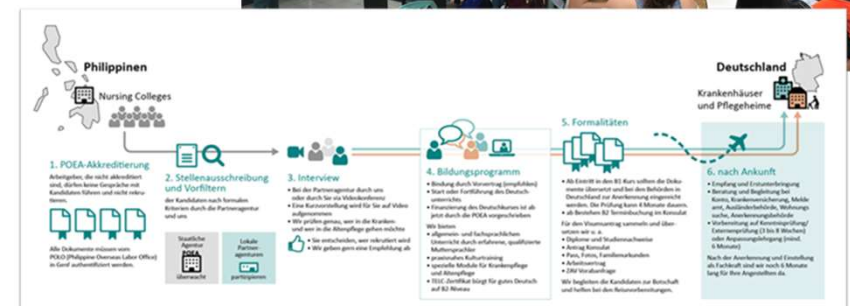 Philippinen
Nursing Colleges
Deutschland
Krankenhäuser
und Pflegeheime
1. POEA-Akkreditierung
Arbeitgeber, die nicht akkreditiert
sind, dürfen keine Gespräche mit
Kandidaten führen und nicht rekru-
tieren.
Alle Dokumente müssen vom
POLO (Philippine Overseas Labor Office)
in Genf authentifiziert werden.
2. Stellenausschreibung
und Vorfiltern
der Kandidaten nach formalen
Kriterien durch die Partneragentur
und uns
Staatliche
Agentur
POEA
überwacht
Lokale
Partner-
agenturen
partizipieren
3. Interview
• Bei der Partneragentur durch uns
oder durch Sie via Videokonferenz
• Eine Kurzvorstellung wird für Sie auf Video
aufgenommen
• Wir prüfen genau, wer in die Kranken-
und wer in die Altenpflege gehen möchte
• Sie entscheiden, wer rekrutiert wird
• Wir geben gern eine Empfehlung ab
4. Bildungsprogramm
• Bindung durch Vorvertrag (empfohlen)
• Start oder Fortführung des Deutsch-
unterrichts
• Finanzierung des Deutschkurses ist ab
jetzt durch die POEA vorgeschrieben
Wir bieten
• allgemein- und fachsprachlichen
Unterricht durch erfahrene, qualifizierte
Muttersprachler
• praxisnahes Kulturtraining
• spezielle Module für Krankenpflege
und Altenpflege
• TELC-Zertifikat bürgt für gutes Deutsch
auf B2-Niveau
5. Formalitäten
• Ab Eintritt in den B1-Kurs sollten die Doku-
mente übersetzt und bei den Behörden in
Deutschland zur Anerkennung eingereicht
werden. Die Prüfung kann 4 Monate dauern.
• ab Bestehen B2 Terminbuchung im Konsulat
Für den Visumsantrag sammeln und über-
setzen wir u. a.
• Diplome und Studiennachweise
• Antrag Konsulat
• Pass, Fotos, Familienurkunden
• Arbeitsvertrag
• ZAV Vorabanfrage
Wir begleiten die Kandidaten zur Botschaft
und helfen bei den Reisevorbereitungen.
6. nach Ankunft
• Empfang und Erstunterbringung
• Beratung und Begleitung bei
Konto, Krankenversicherung, Melde
amt, Ausländerbehörde, Wohnungs
suche, Anerkennungsbehörde
• Vorbereitung auf Kenntnisprüfung/
Externenprüfung (3 bis 8 Wochen)
oder Anpassungslehrgang (mind.
6 Monate)
Nach der Anerkennung und Einstellung
als Fachkraft sind wir noch 6 Monate
lang für Ihre Angestellten da.